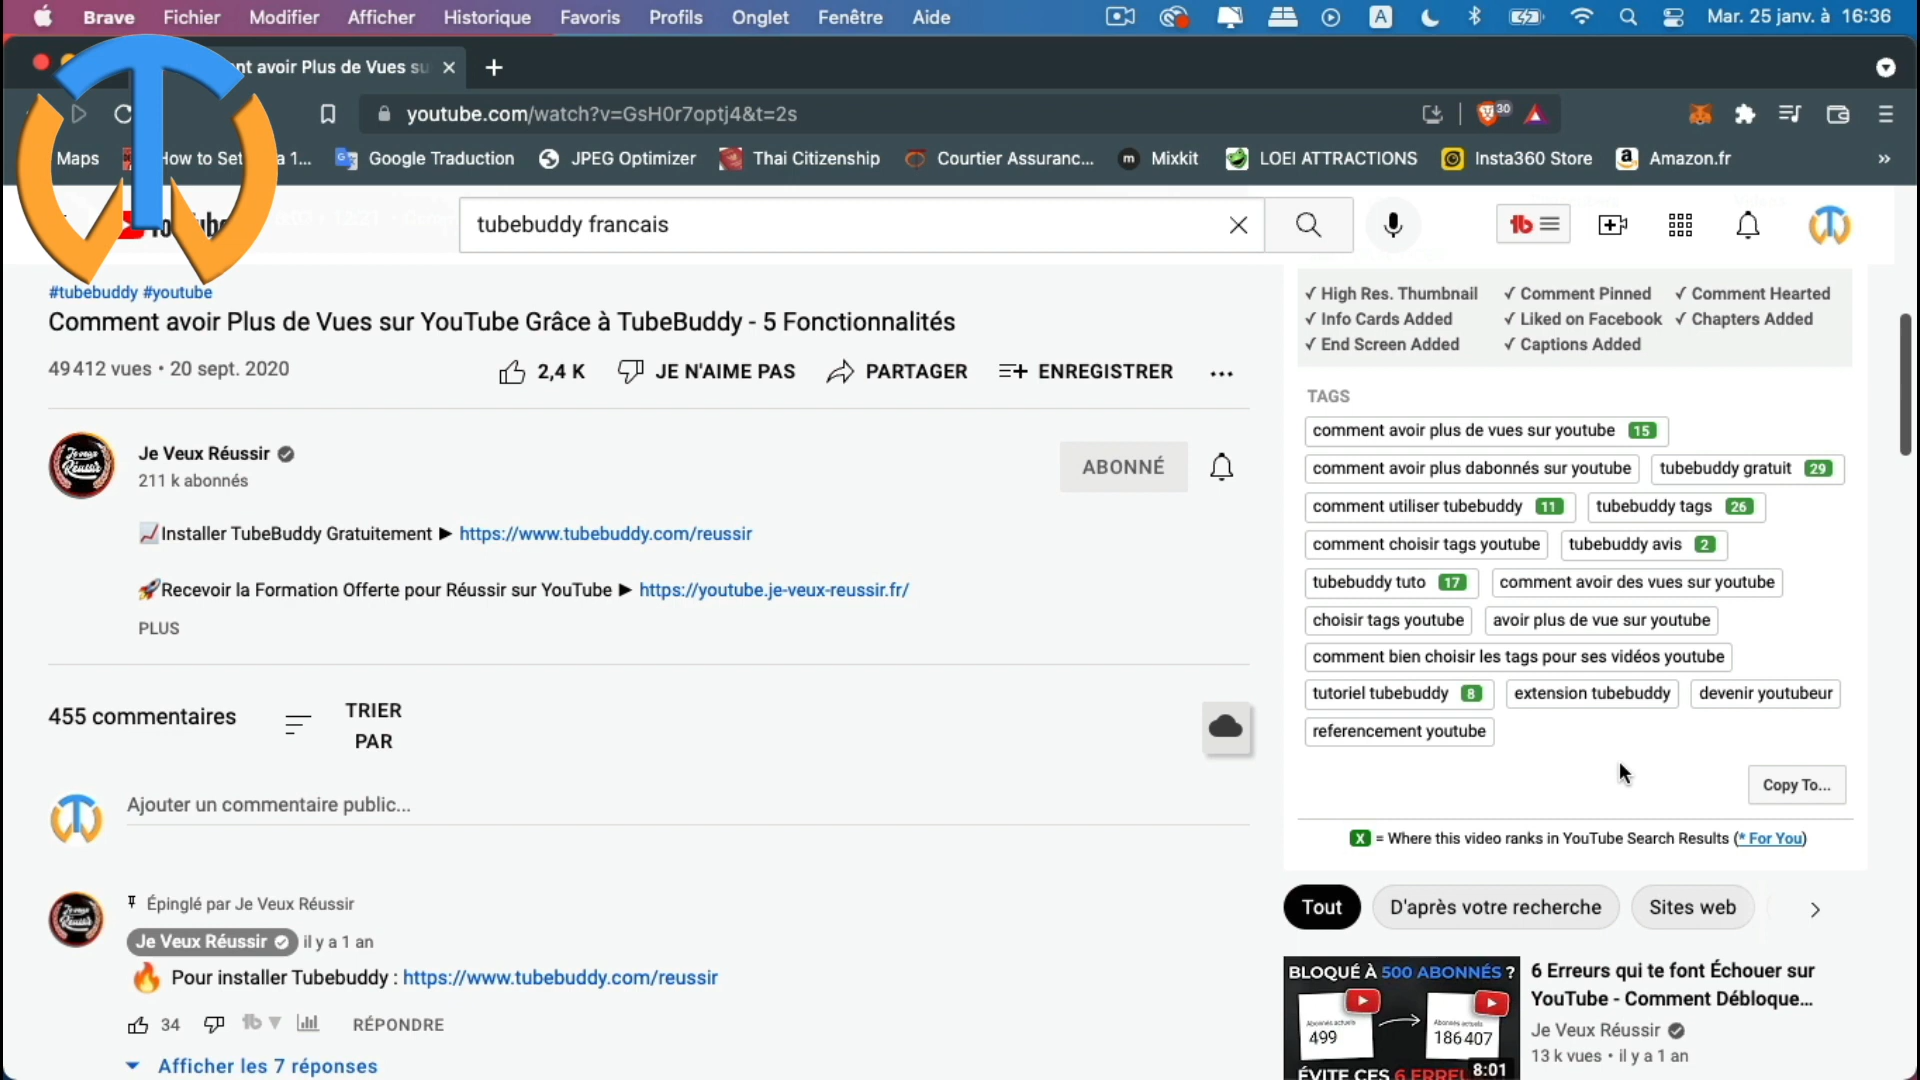 Brave Fichier Modifier Afficher Historique Favoris Profils Onglet Fenêtre Aide A Mar. 25 janv. à 16:36
nt avoir Plus de Vues su
youtube.com/watch?v=GsH0r7optj4&t=2s 30
Maps How to Set a 1... Google Traduction JPEG Optimizer Thai Citizenship Courtier Assuranc... m Mixkit LOEI ATTRACTIONS Insta360 Store Amazon.fr »
tubebuddy francais
#tubebuddy #youtube
Comment avoir Plus de Vues sur YouTube Grâce à TubeBuddy - 5 Fonctionnalités
49 412 vues • 20 sept. 2020 2,4 K JE N'AIME PAS PARTAGER ENREGISTRER ...
Je Veux Réussir
211 k abonnés
ABONNÉ
Installer TubeBuddy Gratuitement ► https://www.tubebuddy.com/reussir
Recevoir la Formation Offerte pour Réussir sur YouTube ► https://youtube.je-veux-reussir.fr/
PLUS
455 commentaires
TRIER
PAR
Ajouter un commentaire public...
Épinglé par Je Veux Réussir
Je Veux Réussir il y a 1 an
🔥 Pour installer Tubebuddy : https://www.tubebuddy.com/reussir
34 tb RÉPONDRE
Afficher les 7 réponses
✓ High Res. Thumbnail ✓ Comment Pinned ✓ Comment Hearted
✓ Info Cards Added ✓ Liked on Facebook ✓ Chapters Added
✓ End Screen Added ✓ Captions Added
TAGS
comment avoir plus de vues sur youtube 15
comment avoir plus dabonnés sur youtube tubebuddy gratuit 29
comment utiliser tubebuddy 11 tubebuddy tags 26
comment choisir tags youtube tubebuddy avis 2
tubebuddy tuto 17 comment avoir des vues sur youtube
choisir tags youtube avoir plus de vue sur youtube
comment bien choisir les tags pour ses vidéos youtube
tutoriel tubebuddy 8 extension tubebuddy devenir youtubeur
referencement youtube
Copy To...
X = Where this video ranks in YouTube Search Results (* For You)
Tout D'après votre recherche Sites web
BLOQUÉ À 500 ABONNÉS ?
Abonnés actuels
499
Abonnés actuels
186 407
ÉVITE CES 6 ERREU
8:01
6 Erreurs qui te font Échouer sur
YouTube - Comment Débloque...
Je Veux Réussir
13 k vues • il y a 1 an